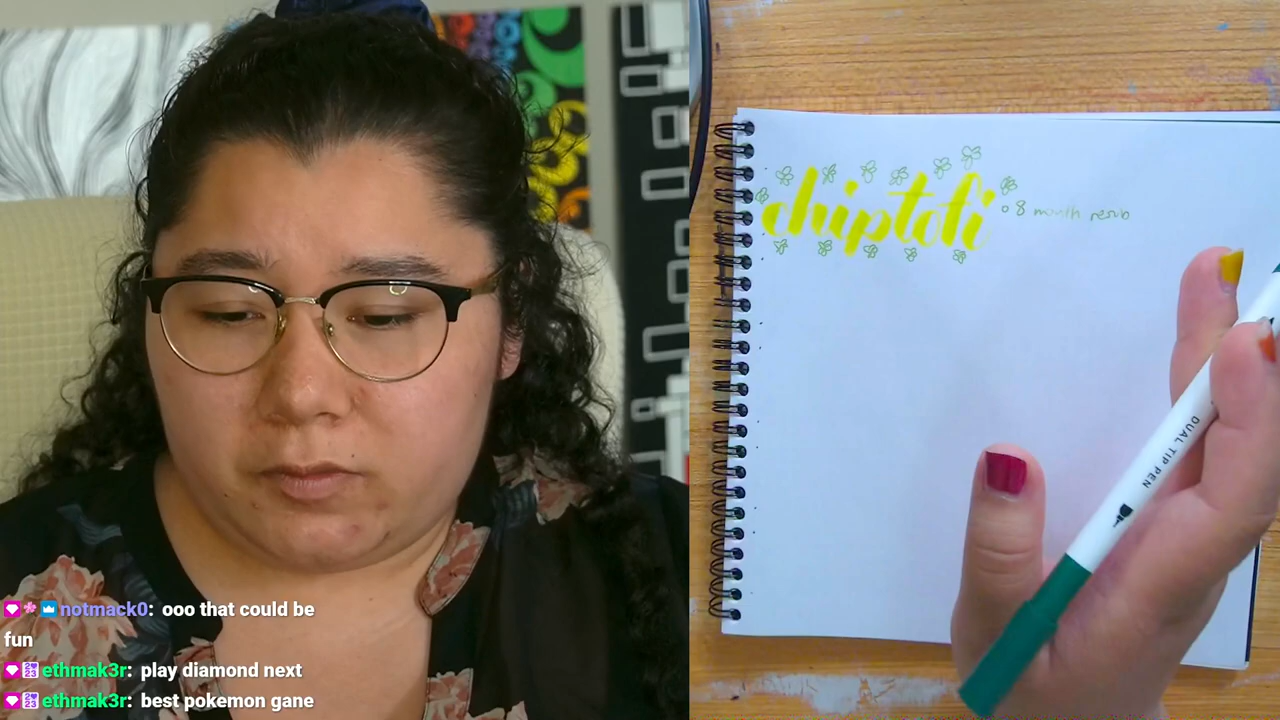 chiptofi
8 month resub
DUAL TIP PEN
notmack0: ooo that could be
fun
ethmak3r: play diamond next
ethmak3r: best pokemon gane